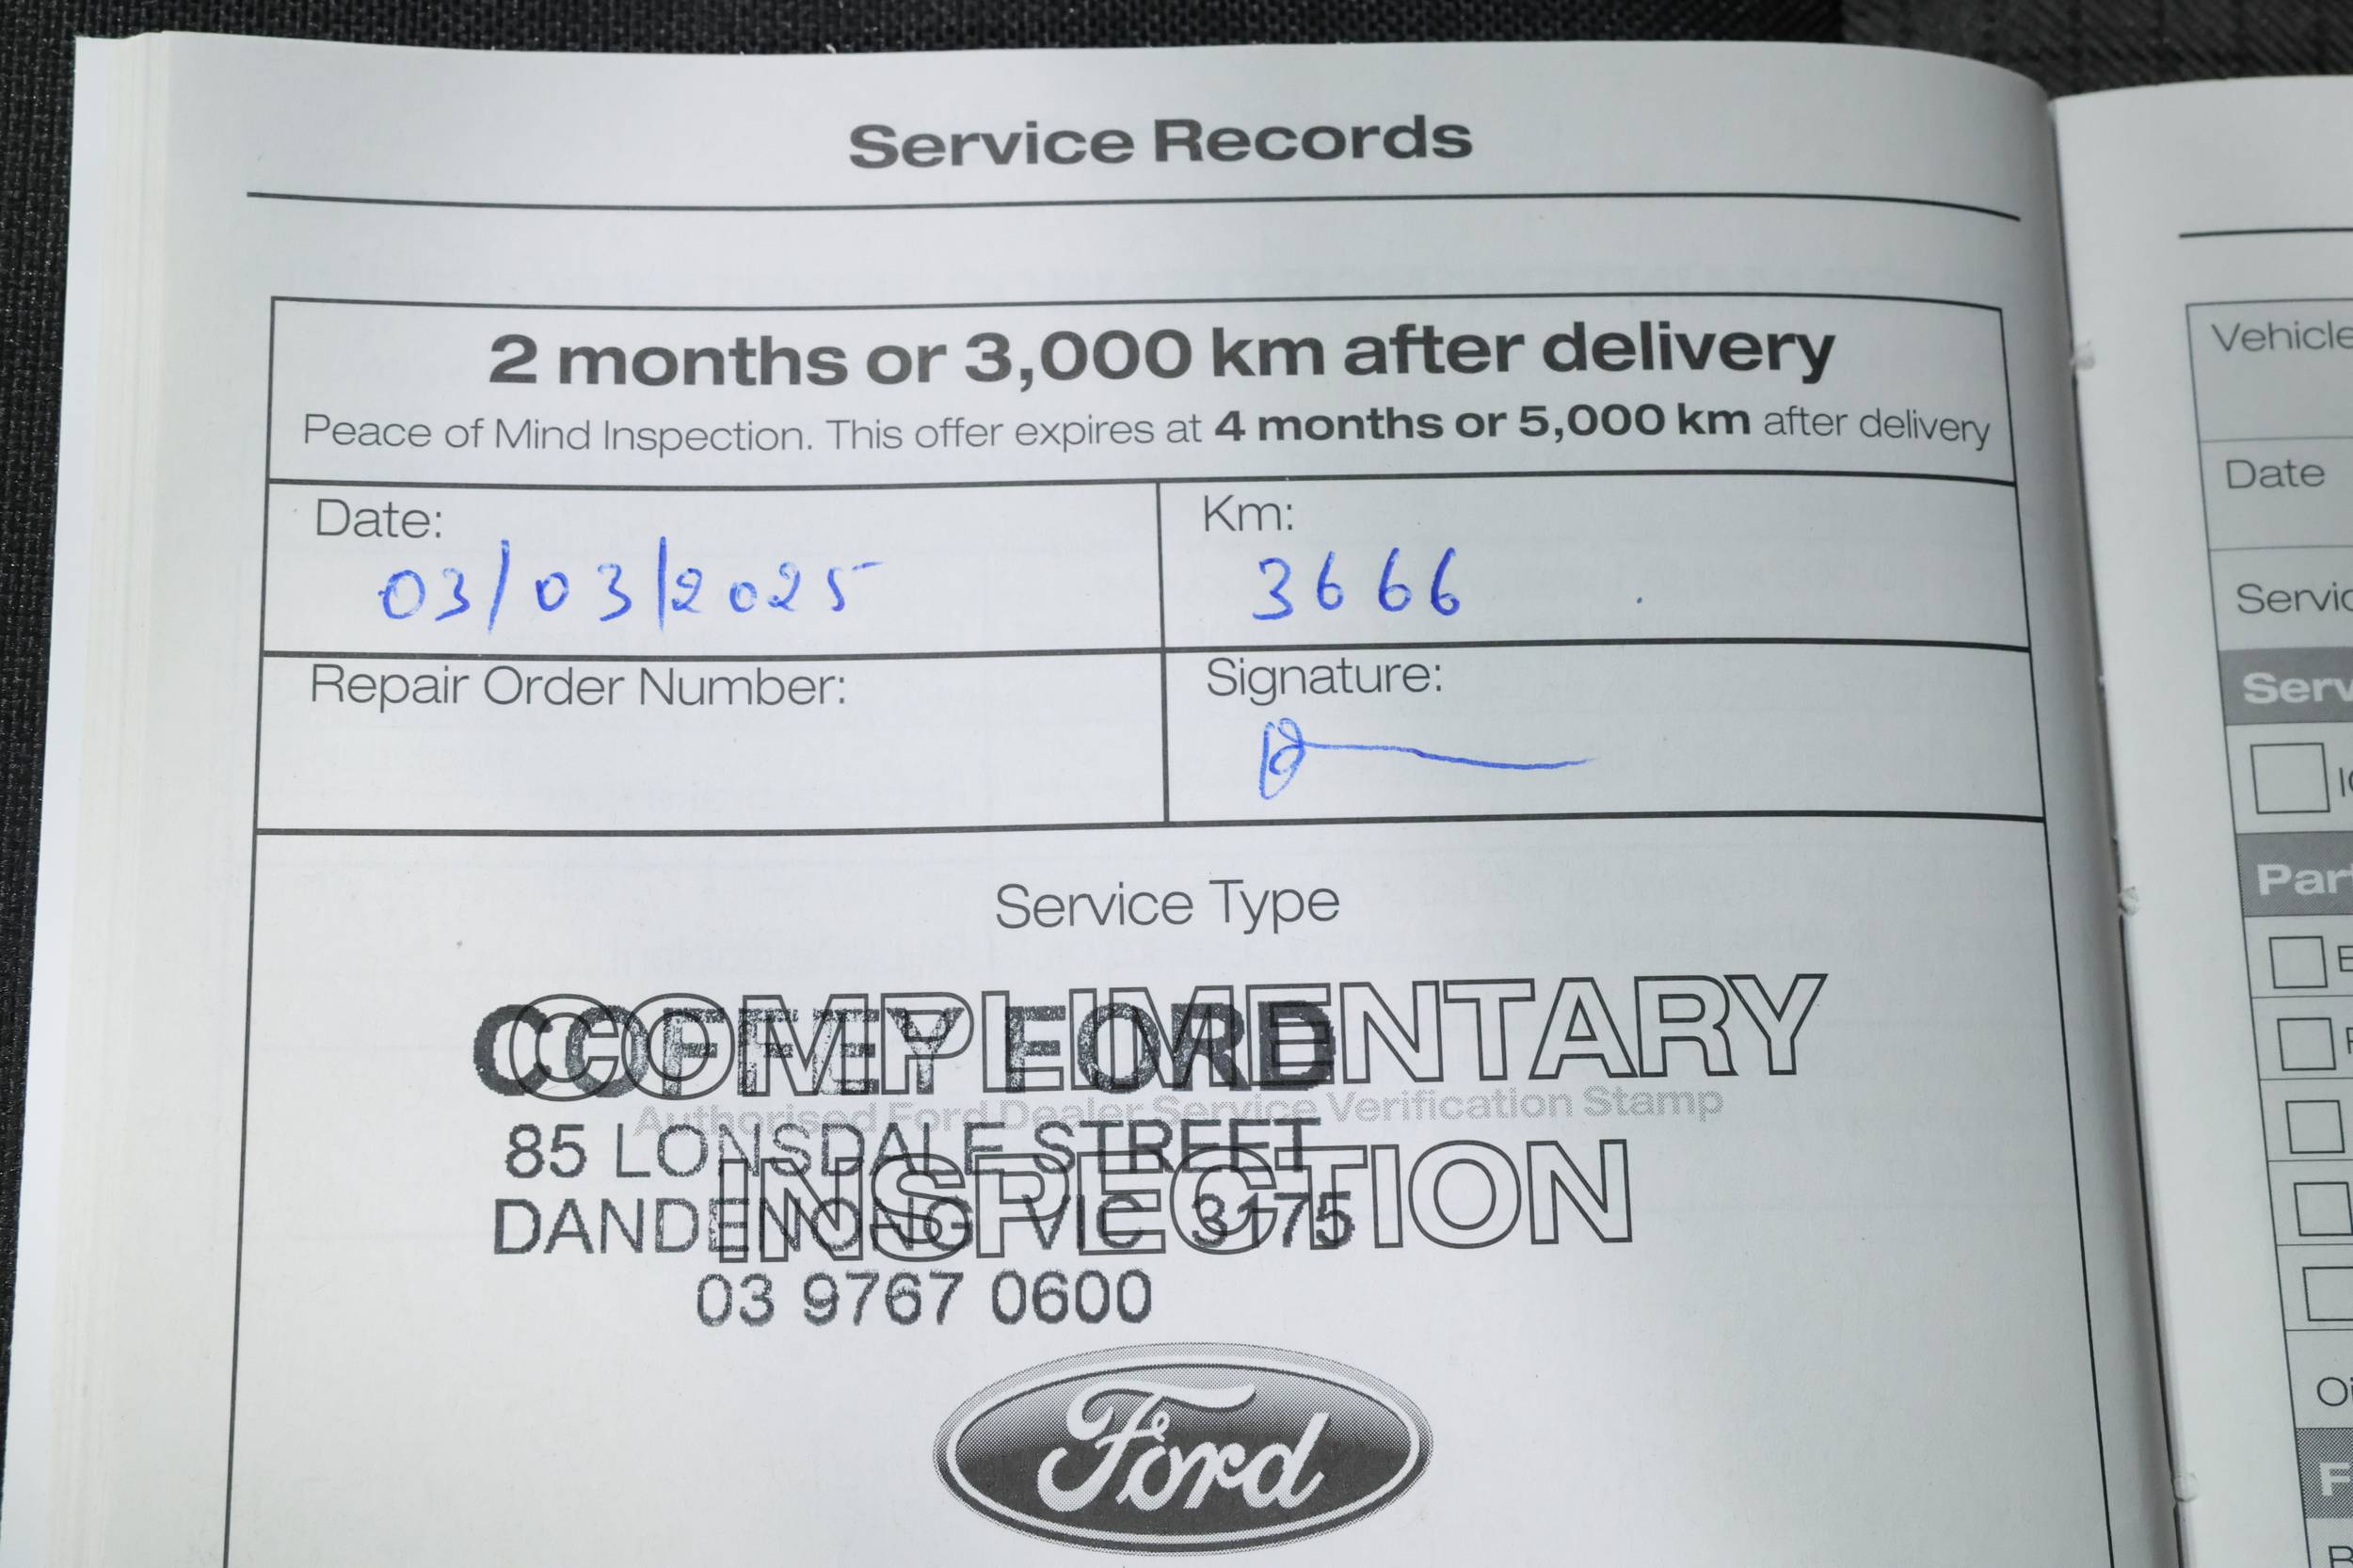 Service Records
2 months or 3,000 km after delivery
Peace of Mind Inspection. This offer expires at 4 months or 5,000 km after delivery
Date:
03/03/2025
Km:
3666
Repair Order Number:
Signature:
Service Type
COMPLIMENTARY
COFFEY FORD
Authorised Ford Dealer Service Verification Stamp
85 LONSDALE STREET
INSPECTION
DANDENONG VIC 3175
03 9767 0600
Ford
Vehicle
Date
Servic
Serv
Par